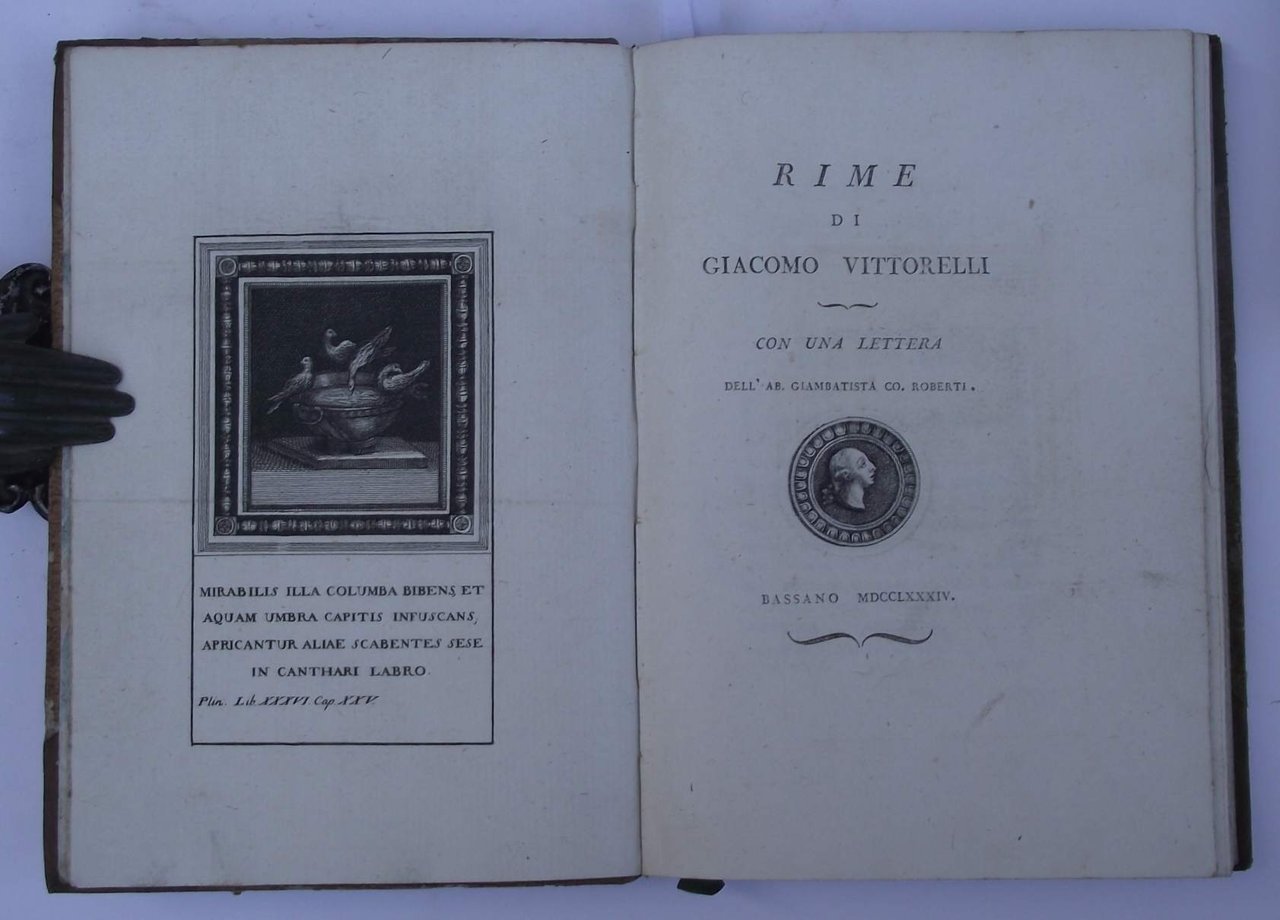 MIRABILIS ILLA COLUMBA BIBENS ET
AQUAM UMBRA CAPITIS INFUSCANS,
APRICANTUR ALIAE SCABENTES SESE
IN CANTHARI LABRO.
Plin. Lib. XXXVI. Cap. XXV.
RIME
DI
GIACOMO VITTORELLI
CON UNA LETTERA
DELL' AB. GIAMBATISTA CO. ROBERTI.
BASSANO MDCCLXXXIV.